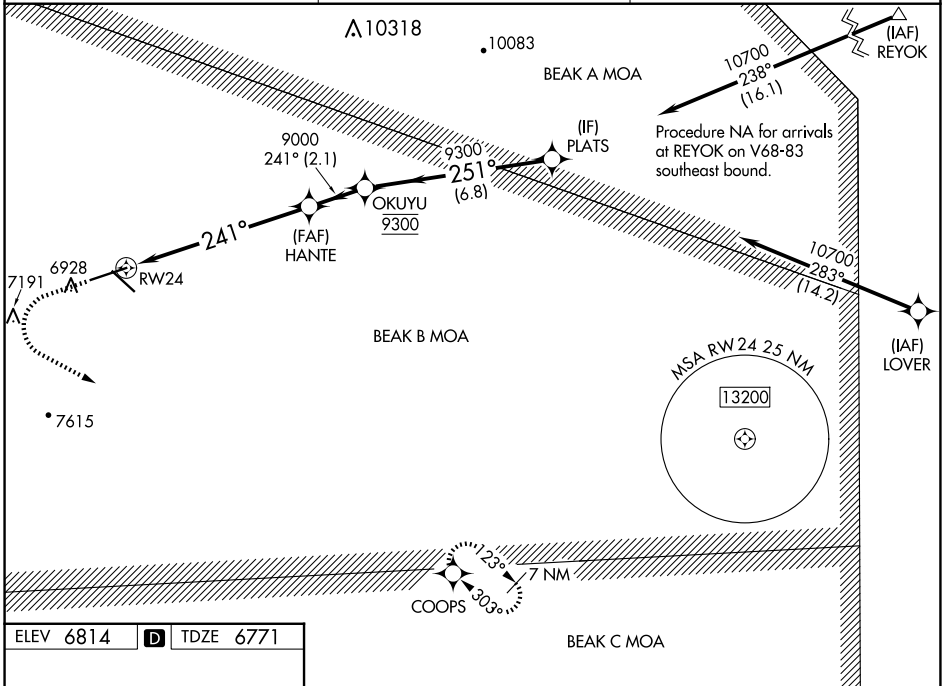 10318
10083
BEAK A MOA
(IAF)
REYOK
10700
238°
(16.1)
Procedure NA for arrivals
at REYOK on V68-83
southeast bound.
(IF)
PLATS
9300
251°
(6.8)
9000
241° (2.1)
OKUYU
9300
(FAF)
HANTE
241°
RW24
6928
7191
7615
10700
283°
(14.2)
(IAF)
LOVER
BEAK B MOA
MSA RW24 25 NM
13200
123°
7 NM
303°
COOPS
BEAK C MOA
ELEV 6814 D TDZE 6771